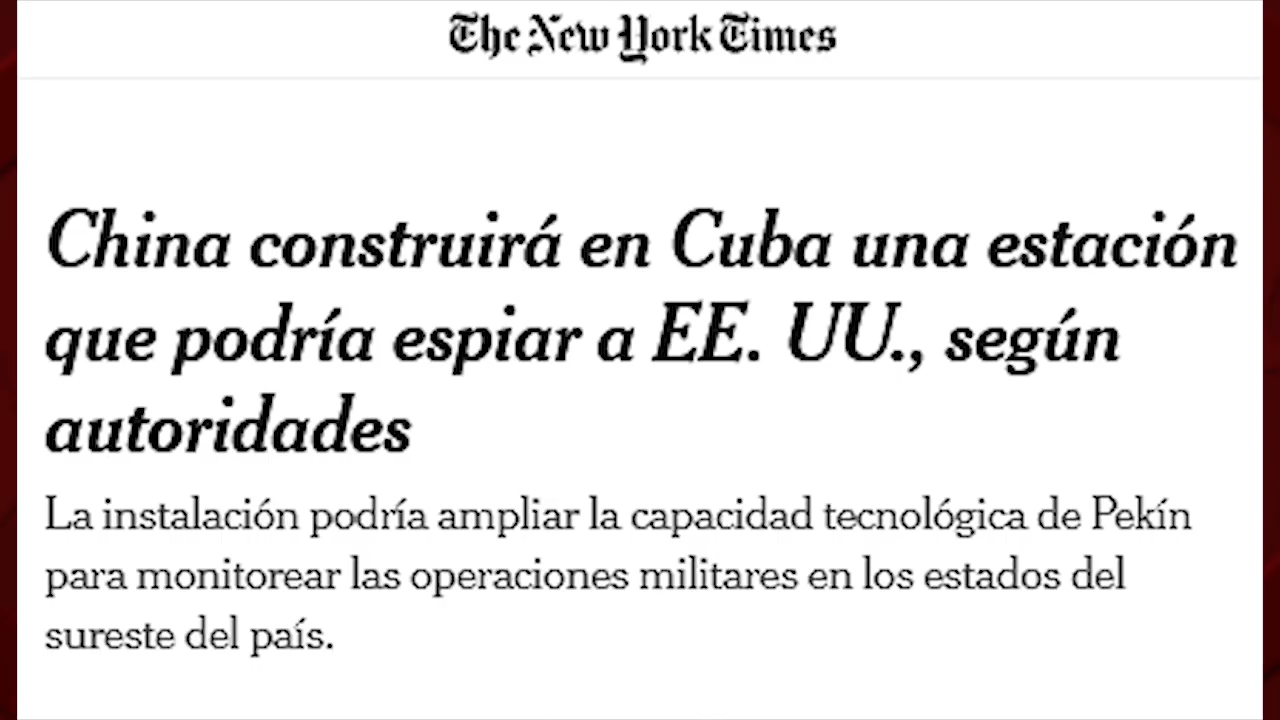 The New York Times
China construirá en Cuba una estación
que podría espiar a EE. UU., según
autoridades
La instalación podría ampliar la capacidad tecnológica de Pekín
para monitorear las operaciones militares en los estados del
sureste del país.